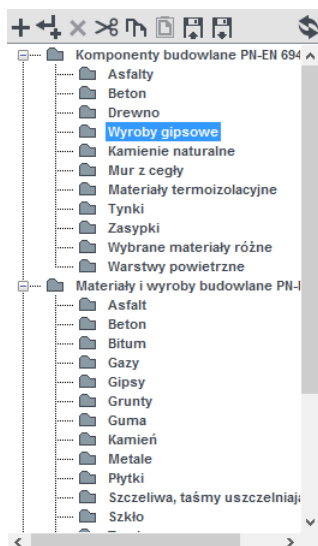 Komponenty budowlane PN-EN 694
Asfalty
Beton
Drewno
Wyroby gipsowe
Kamienie naturalne
Mur z cegły
Materiały termoizolacyjne
Tynki
Zasypki
Wybrane materiały różne
Warstwy powietrzne
Materiały i wyroby budowlane PN-
Asfalt
Beton
Bitum
Gazy
Gipsy
Grunty
Guma
Kamień
Metale
Płytki
Szczeliwa, taśmy uszczelniają
Szkło